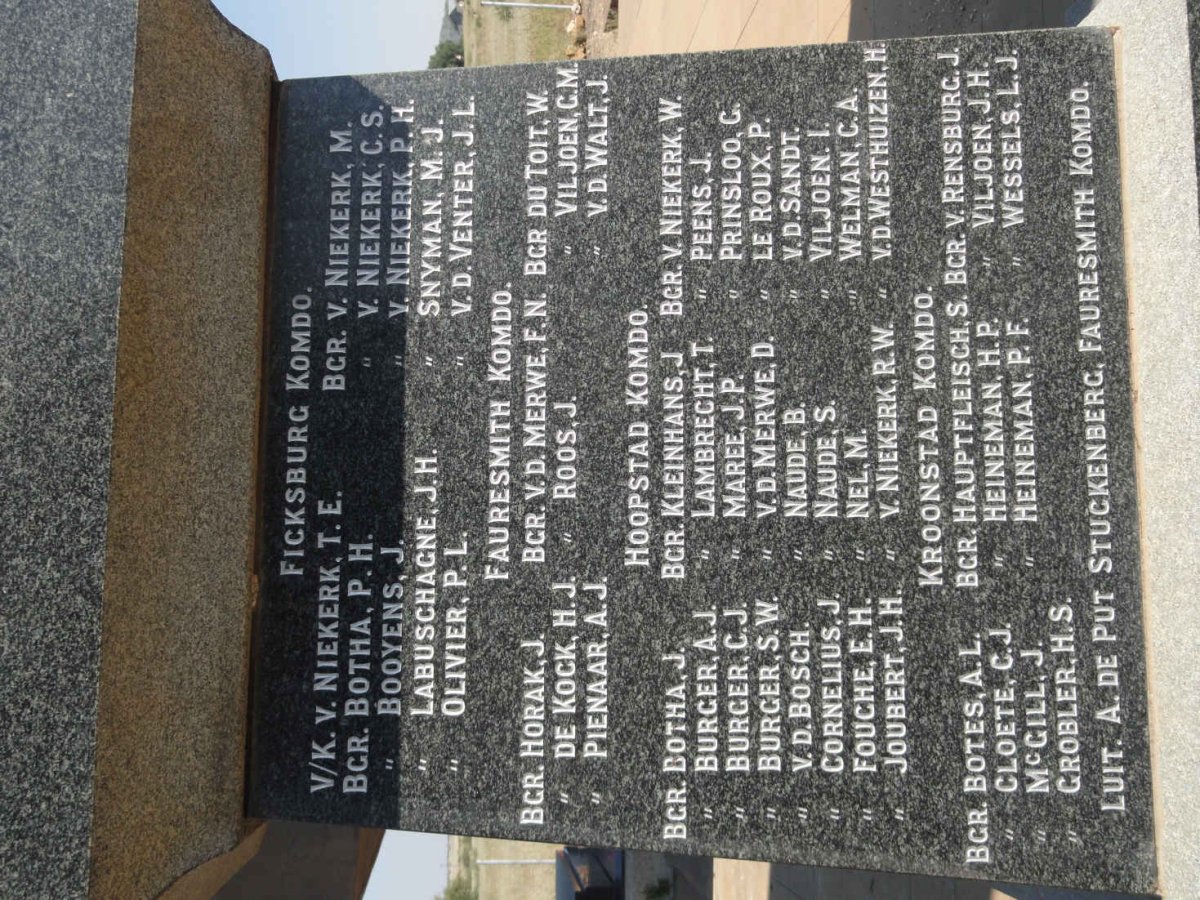 FICKSBURG KOMDO.
V/K. V. NIEKERK, T. E. BGR. V. NIEKERK, M.
BGR. BOTHA, P. H. " V. NIEKERK, C. S.
" BOOYENS, J. " V. NIEKERK, P. H.
" LABUSCHAGNE, J. H. " SNYMAN, M. J.
" OLIVIER, P. L. " V. D. VENTER, J. L.
FAURESMITH KOMDO.
BGR. HORAK, J. BGR. V. D. MERWE, F. N. BGR DU TOIT. W.
" DE KOCK, H. J. " ROOS, J. " VILJOEN, C. M.
" PIENAAR, A. J. " V. D. WALT, J.
HOOPSTAD KOMDO.
BGR. BOTHA, J. BGR. KLEINHANS, J BGR. V. NIEKERK, W.
" BURGER, A. J. " LAMBRECHT, T. " PEENS, J.
" BURGER, C. J " MAREE, J. P. " PRINSLOO, C.
" BURGER, S. W. " V. D. MERWE, D. " LE ROUX, P.
" V. D. BOSCH. " NAUDE, B. " V. D. SANDT.
" CORNELIUS, J. " NAUDE, S. " VILJOEN, I.
" FOUCHE, E. H. " NEL, M. " WELMAN, C. A.
" JOUBERT, J. H. " V. NIEKERK, R. W. " V. D. WESTHUIZEN, H.
KROONSTAD KOMDO.
BGR. BOTES, A. L. BGR. HAUPTFLEISCH, S. BGR. V. RENSBURG, J
" CLOETE, C. J. " HEINEMAN, H. P. " VILJOEN, J. H.
" McGILL, J. " HEINEMAN, P. F. " WESSELS, L. J
" GROBLER, H. S.
LUIT. A. DE PUT STUCKENBERG, FAURESMITH KOMDO.